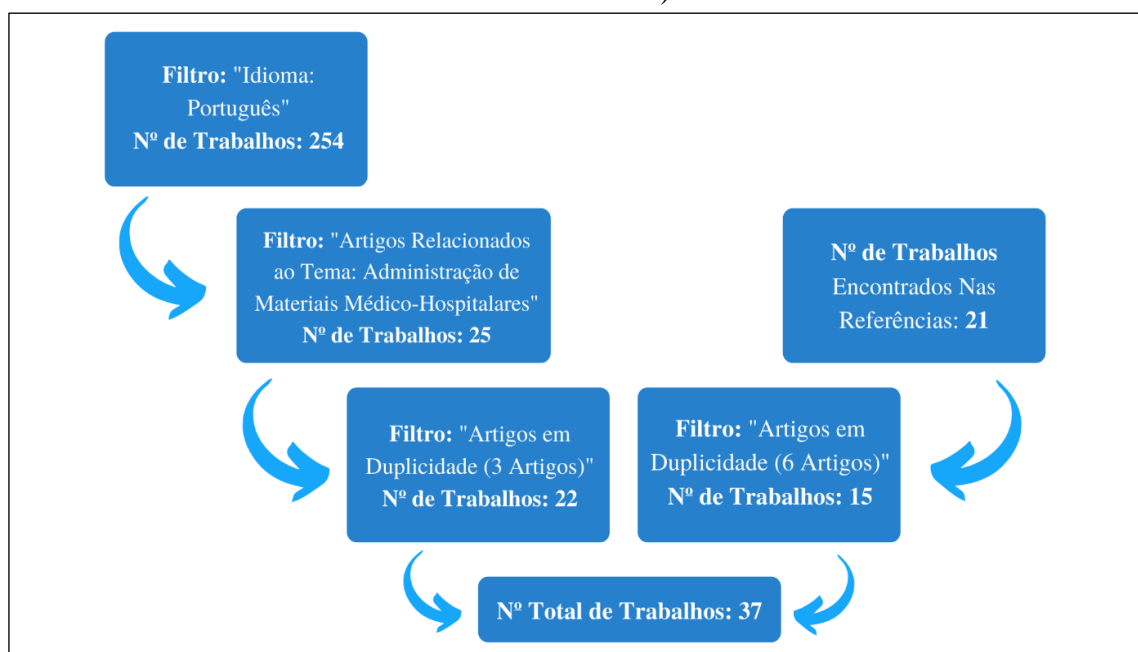 )
Filtro: "Idioma:
Português"
Nº de Trabalhos: 254
Filtro: "Artigos Relacionados
ao Tema: Administração de
Materiais Médico-Hospitalares"
Nº de Trabalhos: 25
Nº de Trabalhos
Encontrados Nas
Referências: 21
Filtro: "Artigos em
Duplicidade (3 Artigos)"
Nº de Trabalhos: 22
Filtro: "Artigos em
Duplicidade (6 Artigos)"
Nº de Trabalhos: 15
Nº Total de Trabalhos: 37